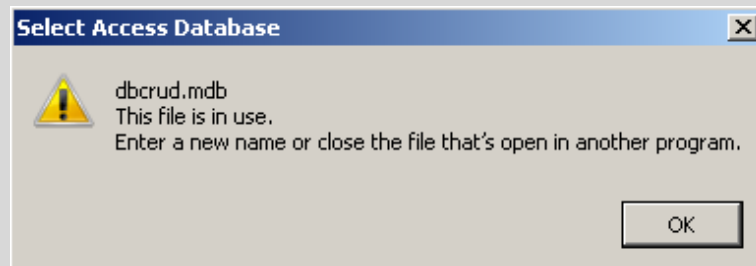 Select Access Database
dbcrud.mdb
This file is in use.
Enter a new name or close the file that's open in another program.
OK